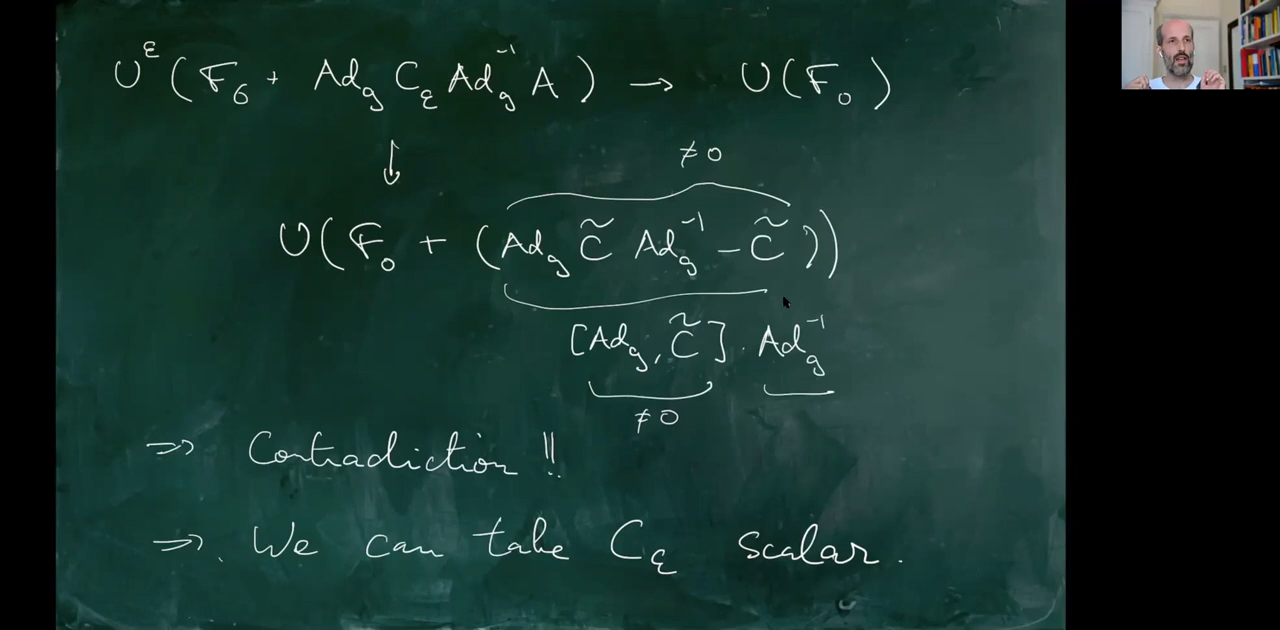 U^ε (F_6 + Ad_g C_ε Ad_g^{-1} A) → U(F_0)
↓
≠ 0
U(F_0 + (Ad_g C̃ Ad_g^{-1} − C̃))
[Ad_g, C̃] · Ad_g^{-1}
≠ 0
⇒ Contradiction !!
⇒ We can take C_ε scalar.